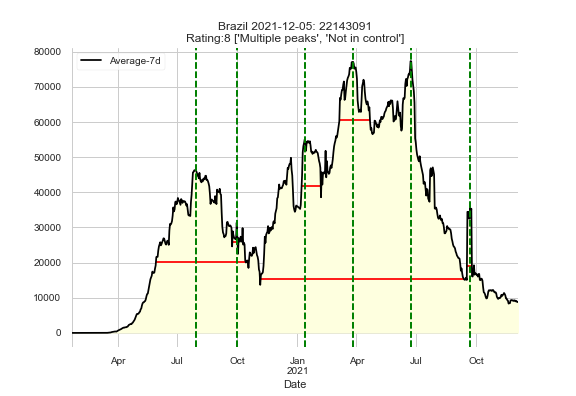 Brazil 2021-12-05: 22143091
Rating:8 ['Multiple peaks', 'Not in control']
Average-7d
80000
70000
60000
50000
40000
30000
20000
10000
0
Apr Jul Oct Jan Apr Jul Oct
2021
Date